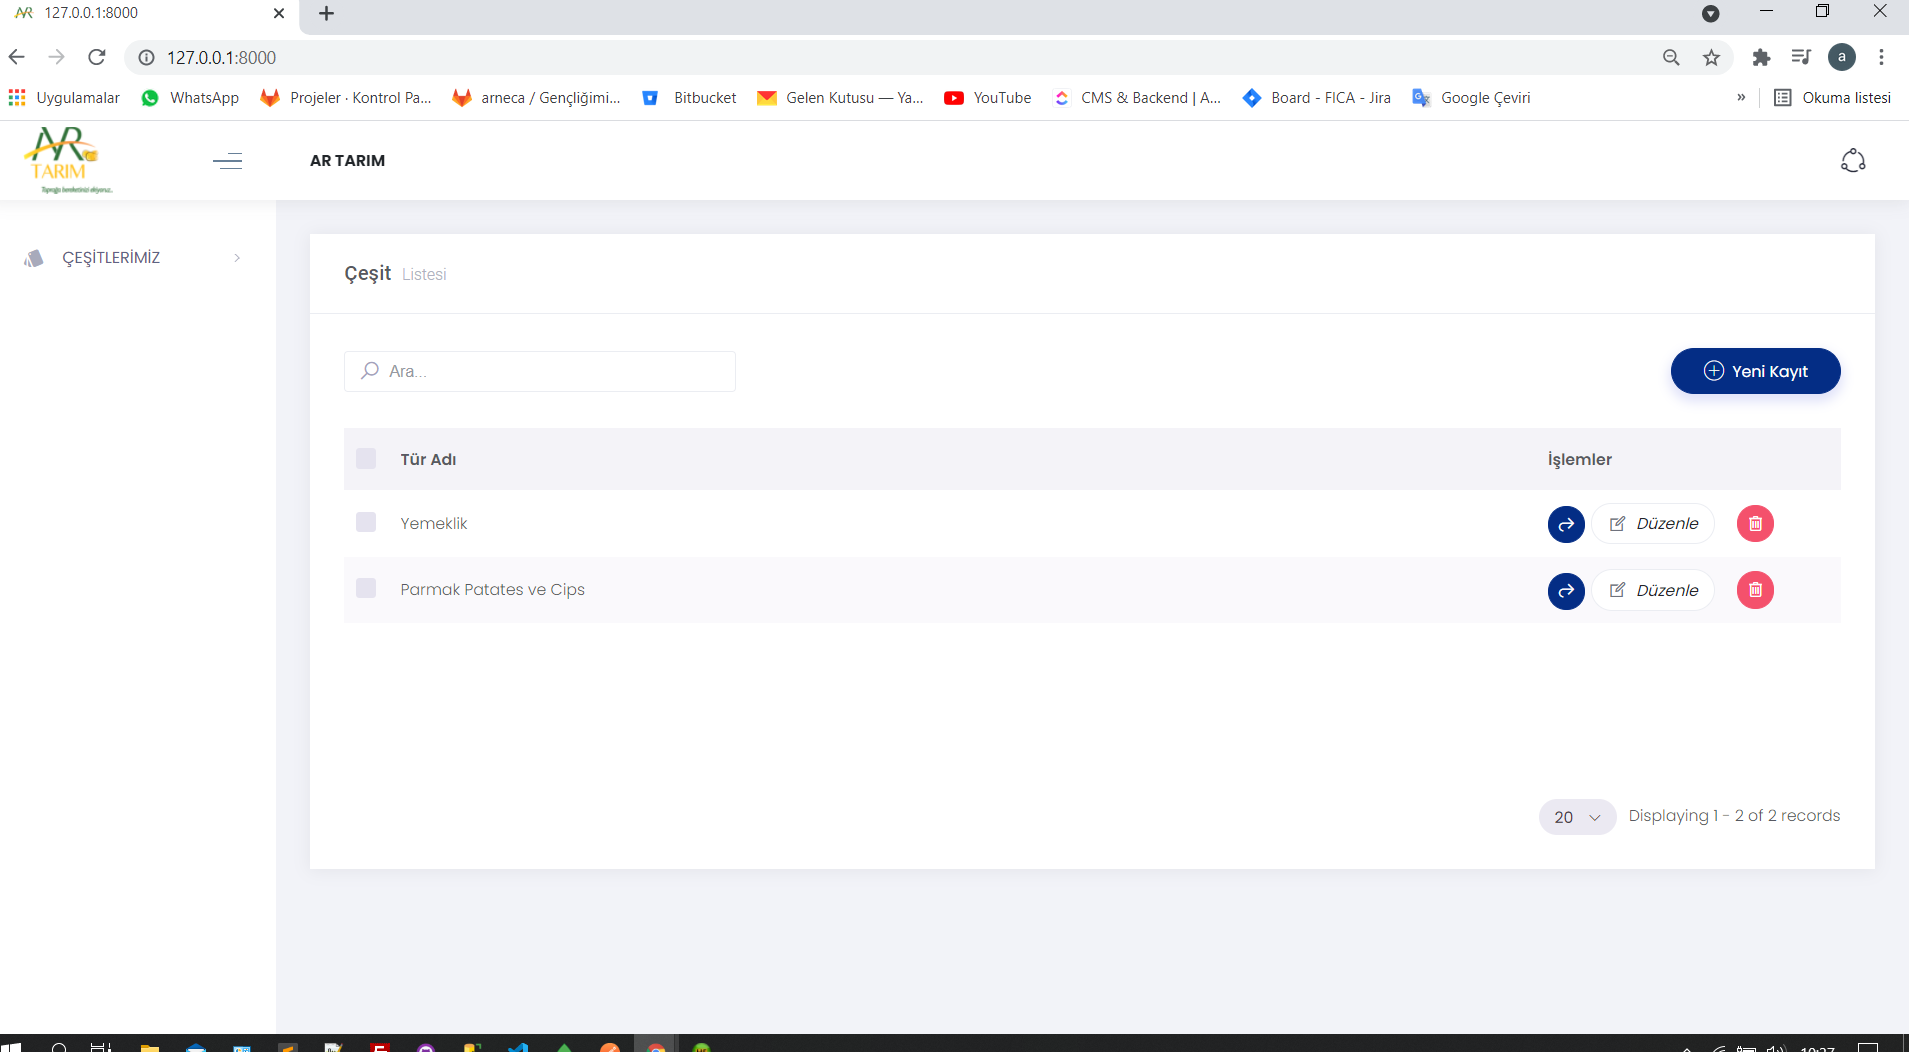 127.0.0.1:8000
127.0.0.1:8000
a
Uygulamalar WhatsApp Projeler · Kontrol Pa... arneca / Gençliğimi... Bitbucket Gelen Kutusu — Ya... YouTube CMS & Backend | A... Board - FICA - Jira Google Çeviri » Okuma listesi
AR
TARIM
AR TARIM
ÇEŞİTLERİMİZ
Çeşit Listesi
Ara...
Yeni Kayıt
Tür Adı İşlemler
Yemeklik Düzenle
Parmak Patates ve Cips Düzenle
20 Displaying 1 - 2 of 2 records